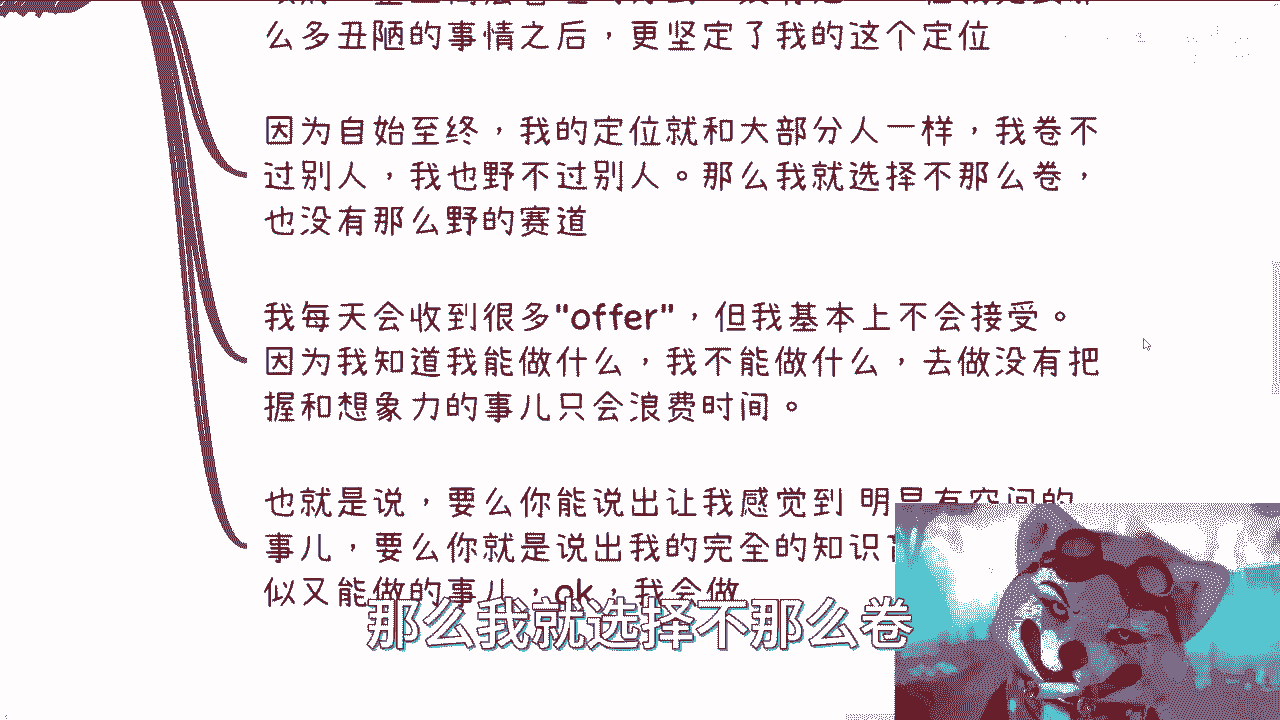 么多丑陋的事情之后，更坚定了我的这个定位
因为自始至终，我的定位就和大部分人一样，我卷不
过别人，我也野不过别人。那么我就选择不那么卷，
也没有那么野的赛道
我每天会收到很多"offer"，但我基本上不会接受。
因为我知道我能做什么，我不能做什么，去做没有把
握和想象力的事儿只会浪费时间。
也就是说，要么你能说出让我感觉到 明显有空间的
事儿，要么你就是说出我的完全的知识
似又能做的事儿，ok，我会做
那么我就选择不那么卷